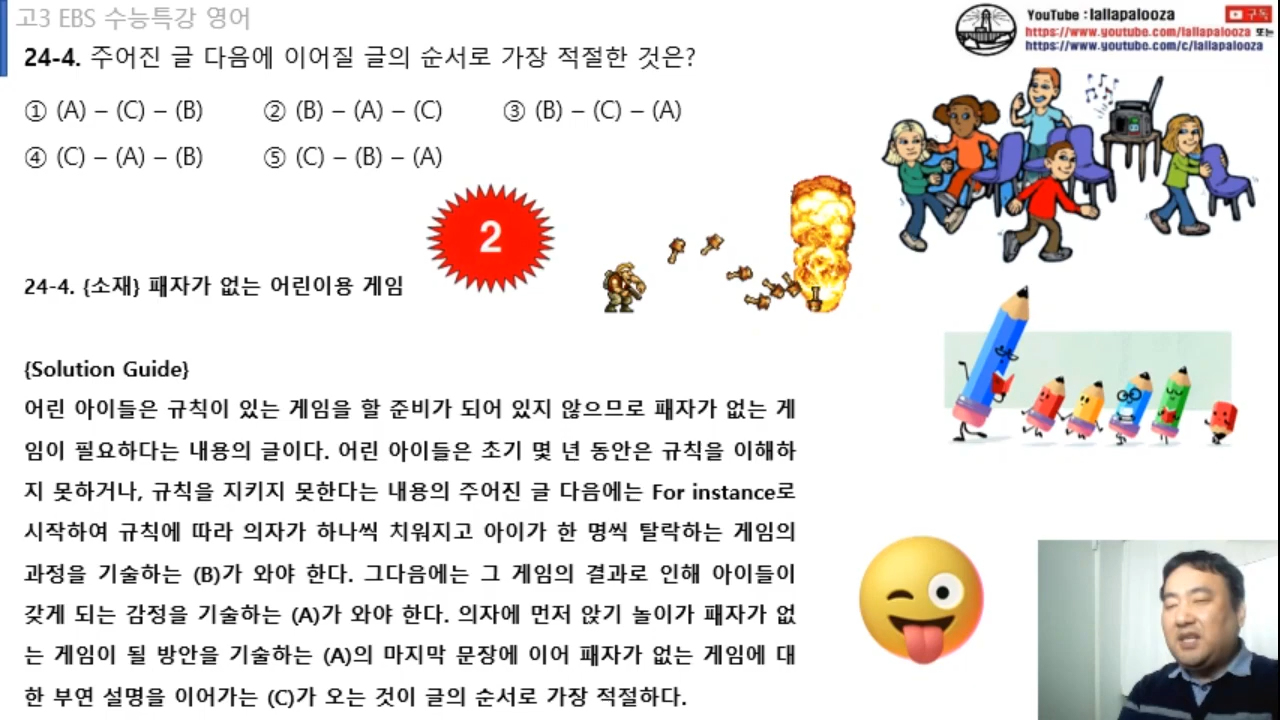 고3 EBS 수능특강 영어
YouTube : lallapalooza
구독
https://www.youtube.com/lallapalooza 또는
https://www.youtube.com/c/lallapalooza
24-4. 주어진 글 다음에 이어질 글의 순서로 가장 적절한 것은?
① (A) – (C) – (B) ② (B) – (A) – (C) ③ (B) – (C) – (A)
④ (C) – (A) – (B) ⑤ (C) – (B) – (A)
2
24-4. {소재} 패자가 없는 어린이용 게임
{Solution Guide}
어린 아이들은 규칙이 있는 게임을 할 준비가 되어 있지 않으므로 패자가 없는 게
임이 필요하다는 내용의 글이다. 어린 아이들은 초기 몇 년 동안은 규칙을 이해하
지 못하거나, 규칙을 지키지 못한다는 내용의 주어진 글 다음에는 For instance로
시작하여 규칙에 따라 의자가 하나씩 치워지고 아이가 한 명씩 탈락하는 게임의
과정을 기술하는 (B)가 와야 한다. 그다음에는 그 게임의 결과로 인해 아이들이
갖게 되는 감정을 기술하는 (A)가 와야 한다. 의자에 먼저 앉기 놀이가 패자가 없
는 게임이 될 방안을 기술하는 (A)의 마지막 문장에 이어 패자가 없는 게임에 대
한 부연 설명을 이어가는 (C)가 오는 것이 글의 순서로 가장 적절하다.